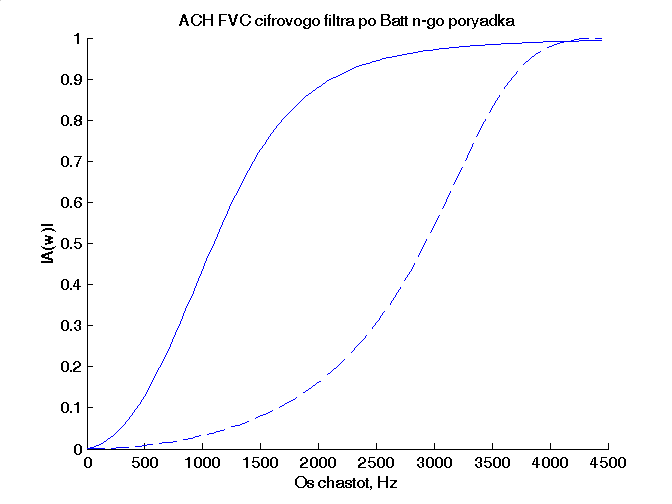 ACH FVC cifrovogo filtra po Batt n-go poryadka
1
0.9
0.8
0.7
0.6
0.5
0.4
0.3
0.2
0.1
0
|A(w)|
0 500 1000 1500 2000 2500 3000 3500 4000 4500
Os chastot, Hz